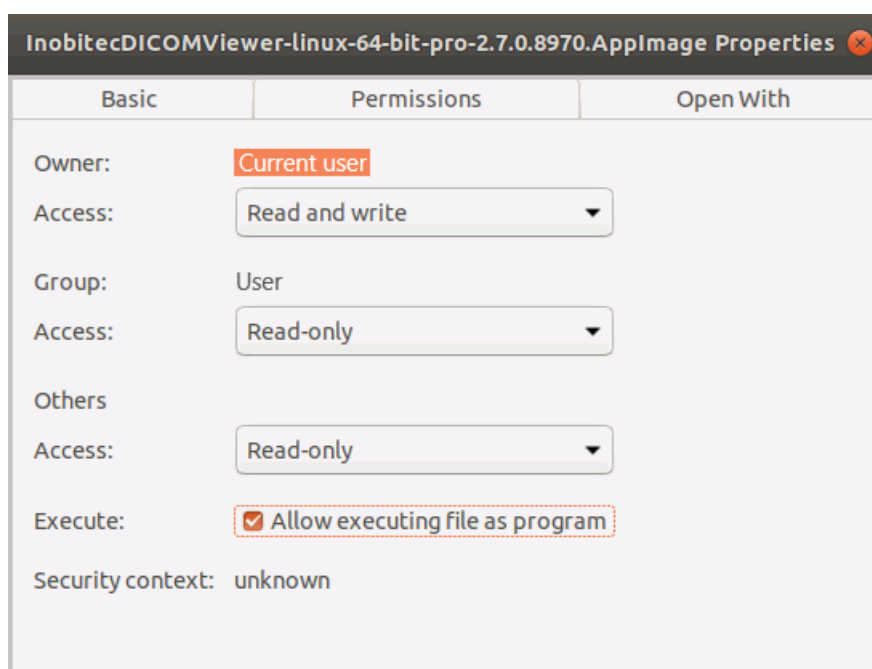 InobitecDICOMViewer-linux-64-bit-pro-2.7.0.8970.AppImage Properties
Basic Permissions Open With
Owner: Current user
Access: Read and write
Group: User
Access: Read-only
Others
Access: Read-only
Execute: Allow executing file as program
Security context: unknown